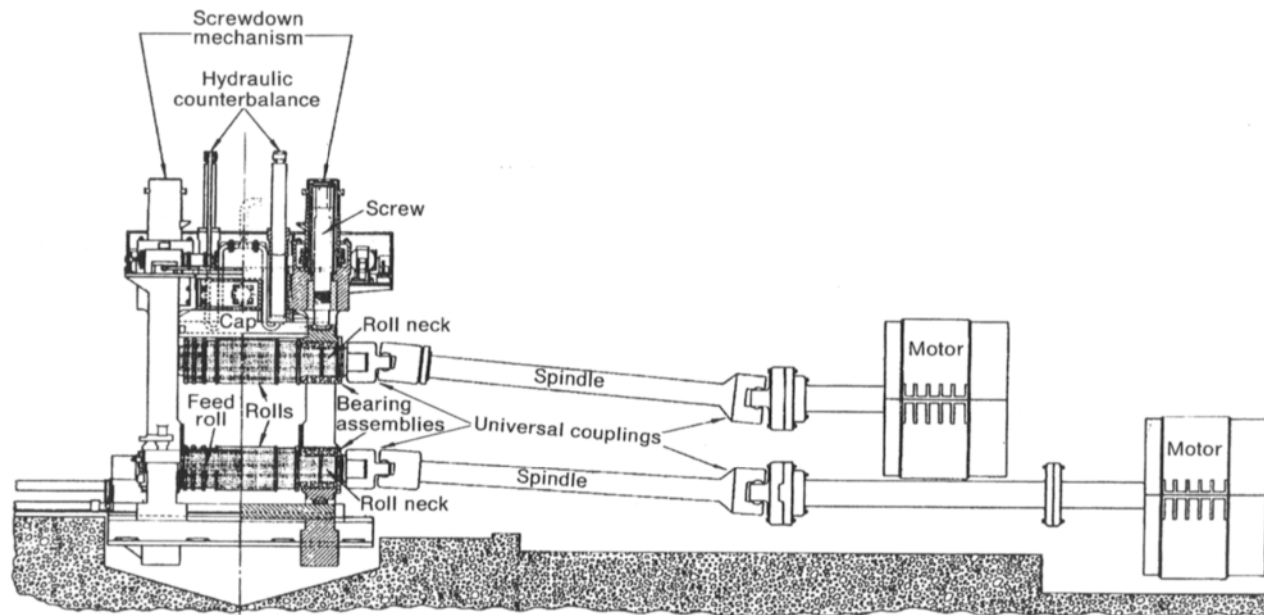 Screwdown
mechanism
Hydraulic
counterbalance
Screw
Cap
Roll neck
Motor
Spindle
Feed
roll
Rolls
Bearing
assemblies
Universal couplings
Motor
Spindle
Roll neck